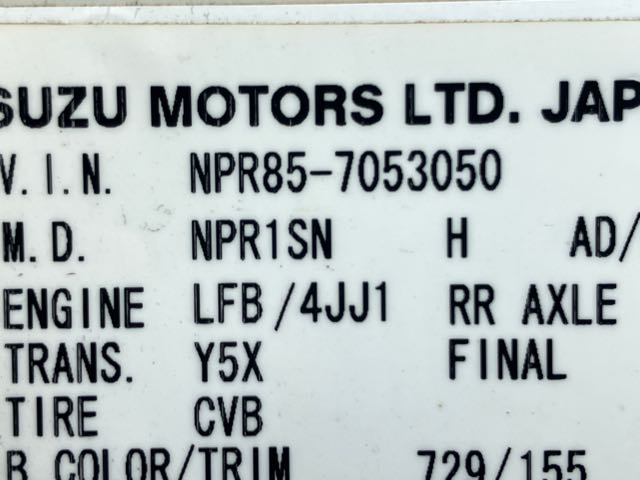 SUZU MOTORS LTD. JAP
V.I.N. NPR85-7053050
M.D. NPR1SN H AD/
ENGINE LFB/4JJ1 RR AXLE
TRANS. Y5X FINAL
TIRE CVB
B COLOR/TRIM 729/155